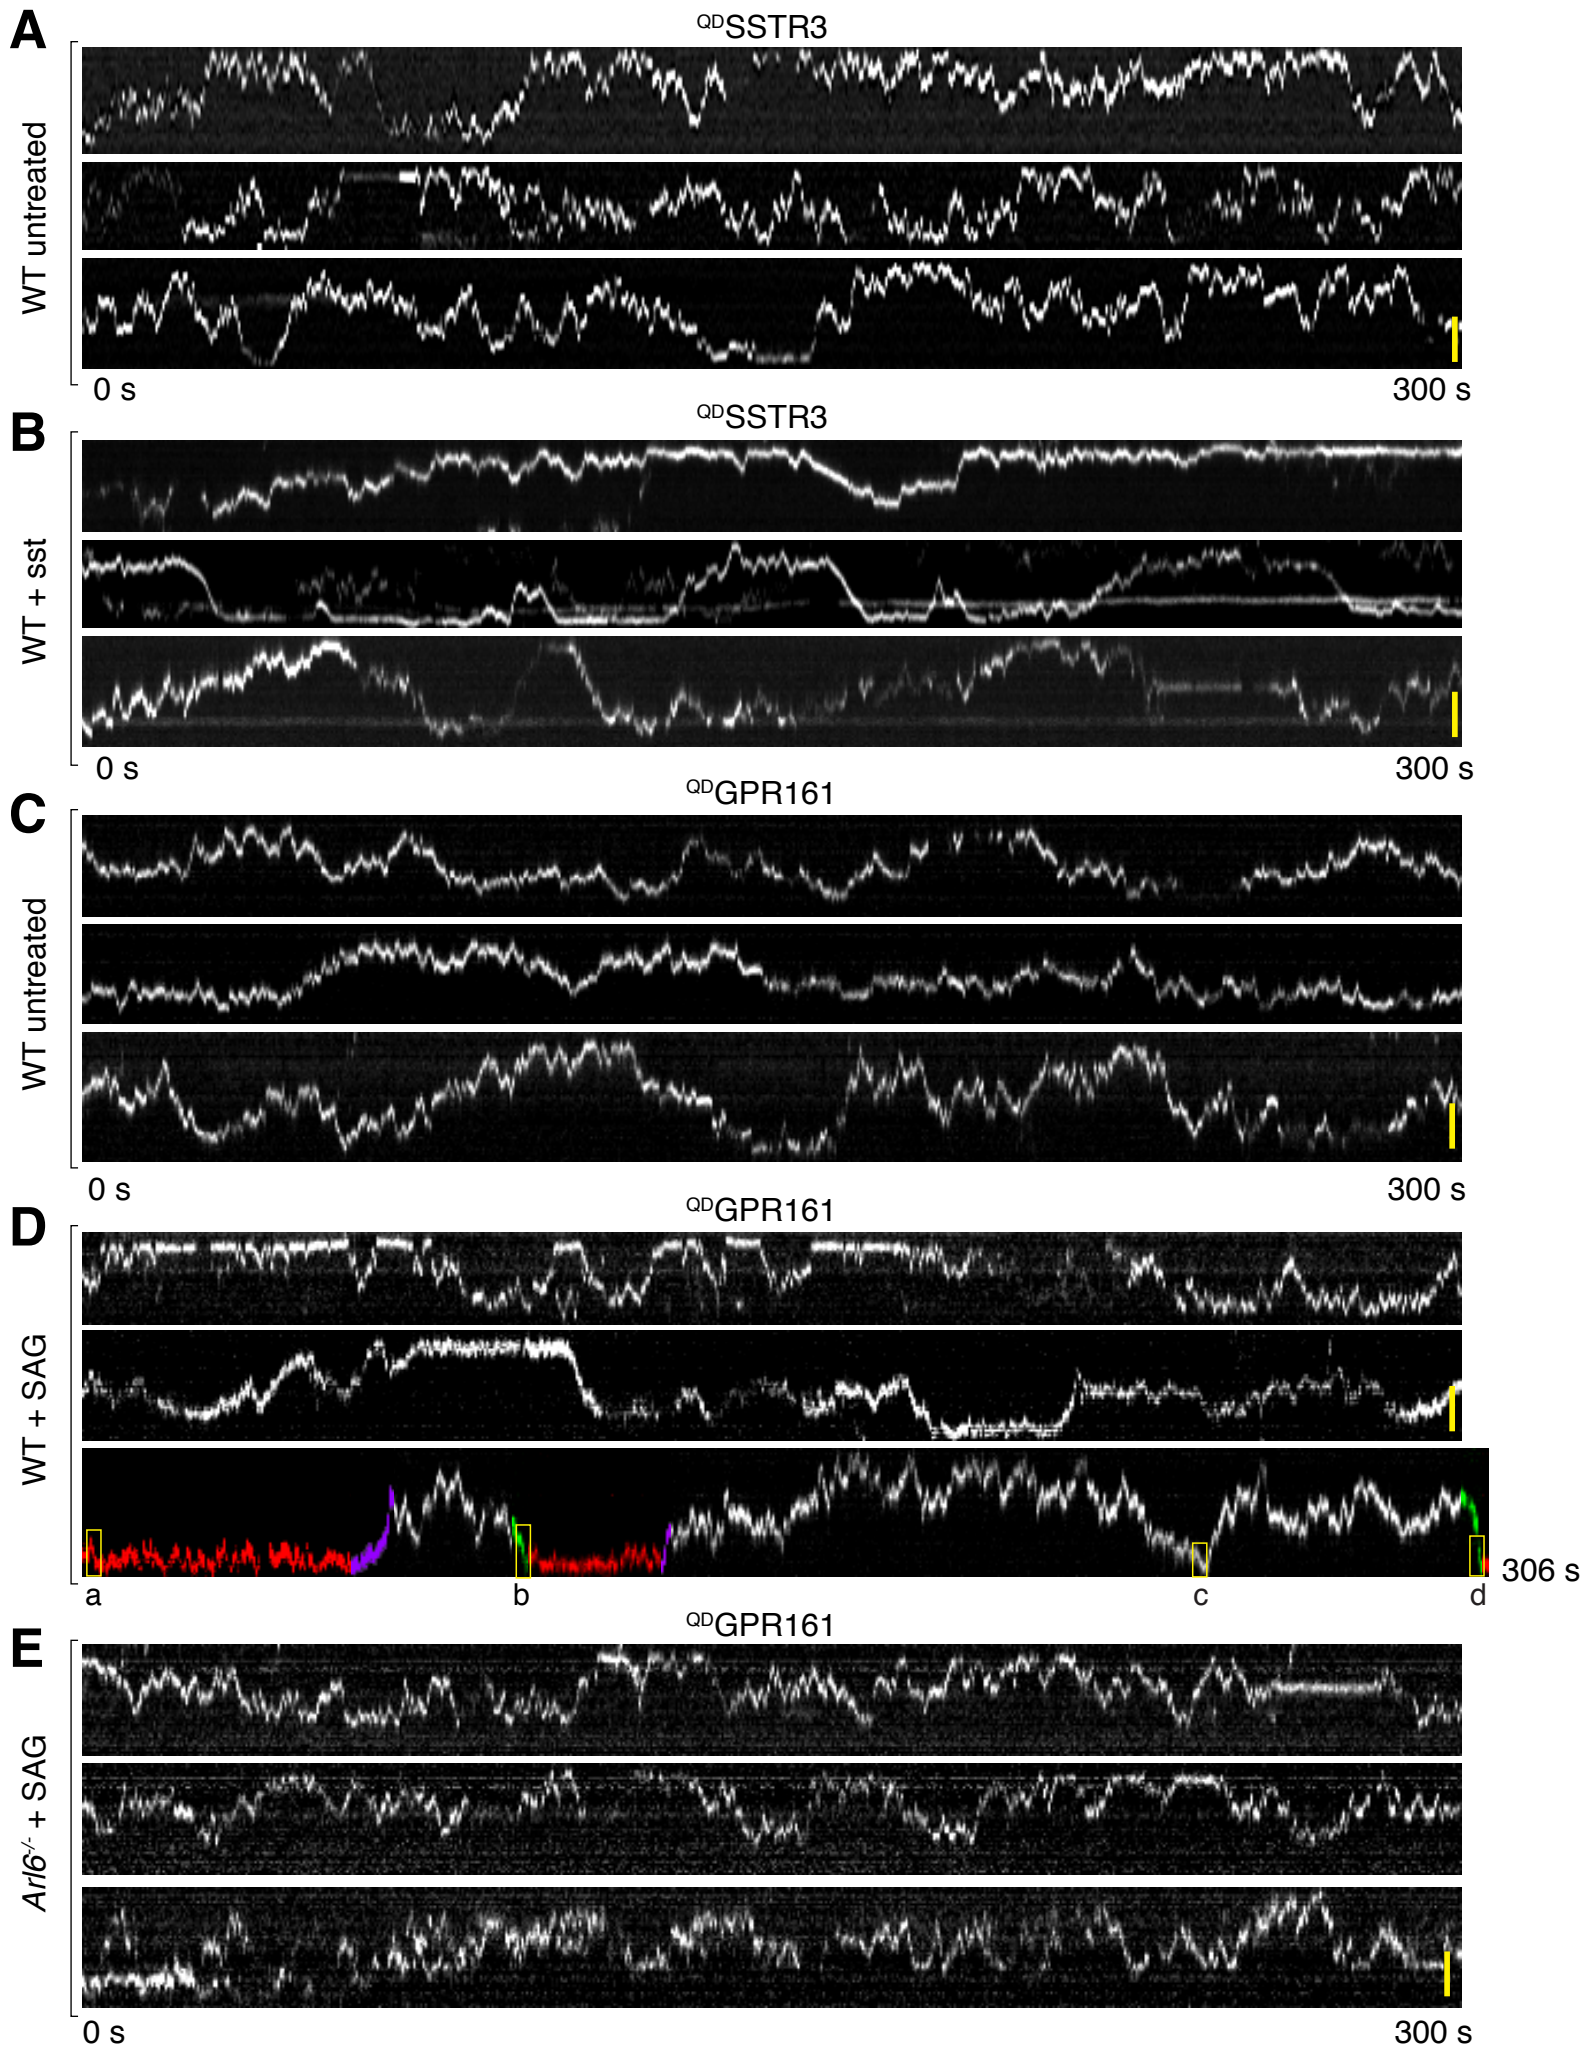 A
QDSSTR3
WT untreated
0 s
300 s
B
QDSSTR3
WT + sst
0 s
300 s
C
QDGPR161
WT untreated
0 s
300 s
D
QDGPR161
WT + SAG
306 s
a
b
c
d
E
QDGPR161
Arl6-/- + SAG
0 s
300 s